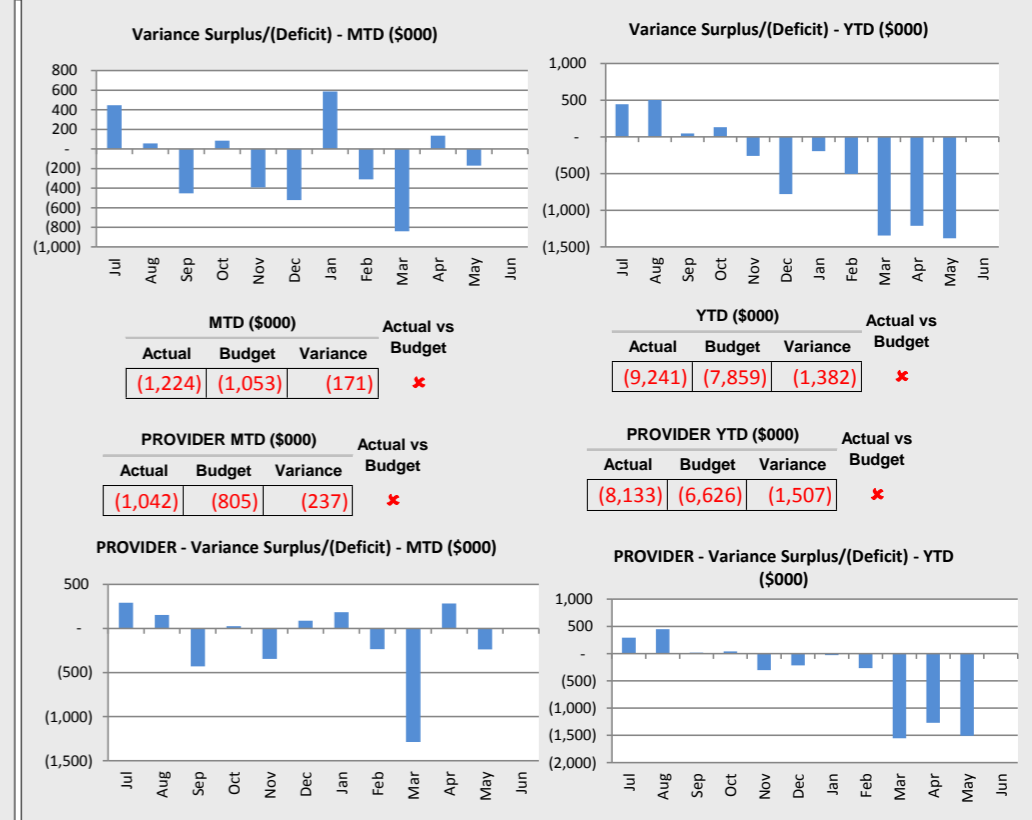 Variance Surplus/(Deficit) - MTD ($000)
800
600
400
200
-
(200)
(400)
(600)
(800)
(1,000)
Jul Aug Sep Oct Nov Dec Jan Feb Mar Apr May Jun
Variance Surplus/(Deficit) - YTD ($000)
1,000
500
-
(500)
(1,000)
(1,500)
Jul Aug Sep Oct Nov Dec Jan Feb Mar Apr May Jun
MTD ($000)
Actual vs
Budget
Actual Budget Variance
(1,224) (1,053) (171) ✘
YTD ($000)
Actual vs
Budget
Actual Budget Variance
(9,241) (7,859) (1,382) ✘
PROVIDER MTD ($000)
Actual vs
Budget
Actual Budget Variance
(1,042) (805) (237) ✘
PROVIDER YTD ($000)
Actual vs
Budget
Actual Budget Variance
(8,133) (6,626) (1,507) ✘
PROVIDER - Variance Surplus/(Deficit) - MTD ($000)
500
-
(500)
(1,000)
(1,500)
Jul Aug Sep Oct Nov Dec Jan Feb Mar Apr May Jun
PROVIDER - Variance Surplus/(Deficit) - YTD
($000)
1,000
500
-
(500)
(1,000)
(1,500)
(2,000)
Jul Aug Sep Oct Nov Dec Jan Feb Mar Apr May Jun